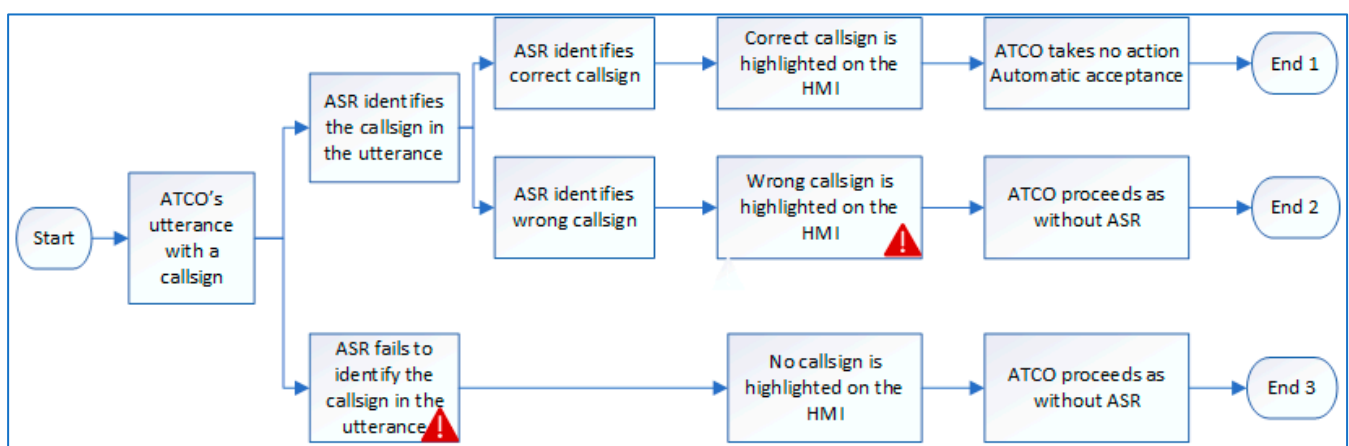 Start
ATCO's
utterance
with a
callsign
ASR identifies
the callsign in
the utterance
ASR identifies
correct callsign
Correct callsign is
highlighted on the
HMI
ATCO takes no action
Automatic acceptance
End 1
ASR identifies
wrong callsign
Wrong callsign is
highlighted on the
HMI
ATCO proceeds as
without ASR
End 2
ASR fails to
identify the
callsign in the
utterance
No callsign is
highlighted on the
HMI
ATCO proceeds as
without ASR
End 3